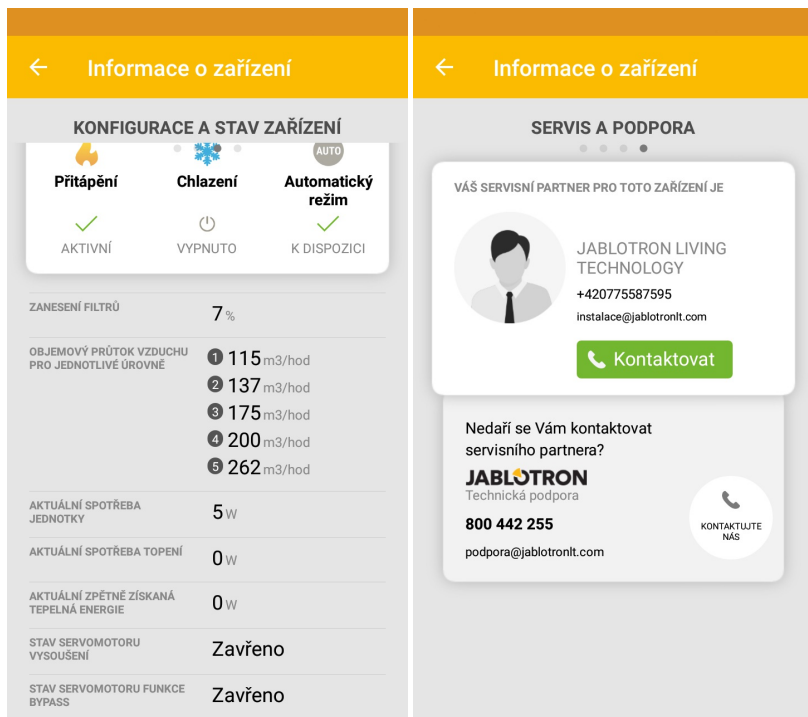 Informace o zařízení
KONFIGURACE A STAV ZAŘÍZENÍ
AUTO
Přitápění
Chlazení
Automatický
režim
AKTIVNÍ
VYPNUTO
K DISPOZICI
ZANESENÍ FILTRŮ
7 %
OBJEMOVÝ PRŮTOK VZDUCHU
PRO JEDNOTLIVÉ ÚROVNĚ
1 115 m3/hod
2 137 m3/hod
3 175 m3/hod
4 200 m3/hod
5 262 m3/hod
AKTUÁLNÍ SPOTŘEBA
JEDNOTKY
5 W
AKTUÁLNÍ SPOTŘEBA TOPENÍ
0 W
AKTUÁLNÍ ZPĚTNĚ ZÍSKANÁ
TEPELNÁ ENERGIE
0 W
STAV SERVOMOTORU
VYSOUŠENÍ
Zavřeno
STAV SERVOMOTORU FUNKCE
BYPASS
Zavřeno
Informace o zařízení
SERVIS A PODPORA
VÁŠ SERVISNÍ PARTNER PRO TOTO ZAŘÍZENÍ JE
JABLOTRON LIVING
TECHNOLOGY
+420775587595
instalace@jablotronlt.com
Kontaktovat
Nedaří se Vám kontaktovat
servisního partnera?
JABLOTRON
Technická podpora
800 442 255
podpora@jablotronlt.com
KONTAKTUJTE
NÁS